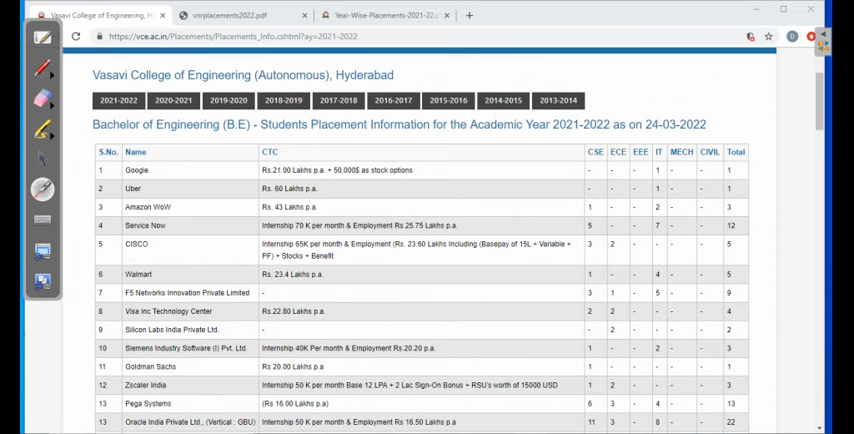 Vasavi College of Engineering, H
vnrplacements2022.pdf
Year-Wise-Placements-2021-22.p
https://vce.ac.in/Placements/Placements_Info.cshtml?ay=2021-2022
D
Vasavi College of Engineering (Autonomous), Hyderabad
2021-2022 2020-2021 2019-2020 2018-2019 2017-2018 2016-2017 2015-2016 2014-2015 2013-2014
Bachelor of Engineering (B.E) - Students Placement Information for the Academic Year 2021-2022 as on 24-03-2022
S.No. Name CTC CSE ECE EEE IT MECH CIVIL Total
1 Google Rs.21.00 Lakhs p.a. + 50,000$ as stock options - - - 1 - - 1
2 Uber Rs. 60 Lakhs p.a. - - - 1 - - 1
3 Amazon WoW Rs. 43 Lakhs p.a. 1 - - 2 - - 3
4 Service Now Internship 70 K per month & Employment Rs.25.75 Lakhs p.a. 5 - - 7 - - 12
5 CISCO Internship 65K per month & Employment (Rs. 23.60 Lakhs Including (Basepay of 15L + Variable + 3 2 - - - - 5
PF) + Stocks + Benefit
6 Walmart Rs. 23.4 Lakhs p.a. 1 - - 4 - - 5
7 F5 Networks Innovation Private Limited - 3 1 - 5 - - 9
8 Visa Inc Technology Center Rs.22.80 Lakhs p.a. 2 2 - - - - 4
9 Silicon Labs India Private Ltd. - - 2 - - - - 2
10 Siemens Industry Software (I) Pvt. Ltd. Internship 40K Per month & Employment Rs.20.20 p.a. 1 - - 2 - - 3
11 Goldman Sachs Rs 20.00 Lakhs p.a 1 - - - - - 1
12 Zscaler India Internship 50 K per month Base 12 LPA + 2 Lac Sign-On Bonus + RSU's worth of 15000 USD 1 2 - - - - 3
13 Pega Systems (Rs 16.00 Lakhs p.a) 6 3 - 4 - - 13
13 Oracle India Private Ltd., (Vertical : GBU) Internship 50 K per month & Employment Rs 16.50 Lakhs p.a 11 3 - 8 - - 22